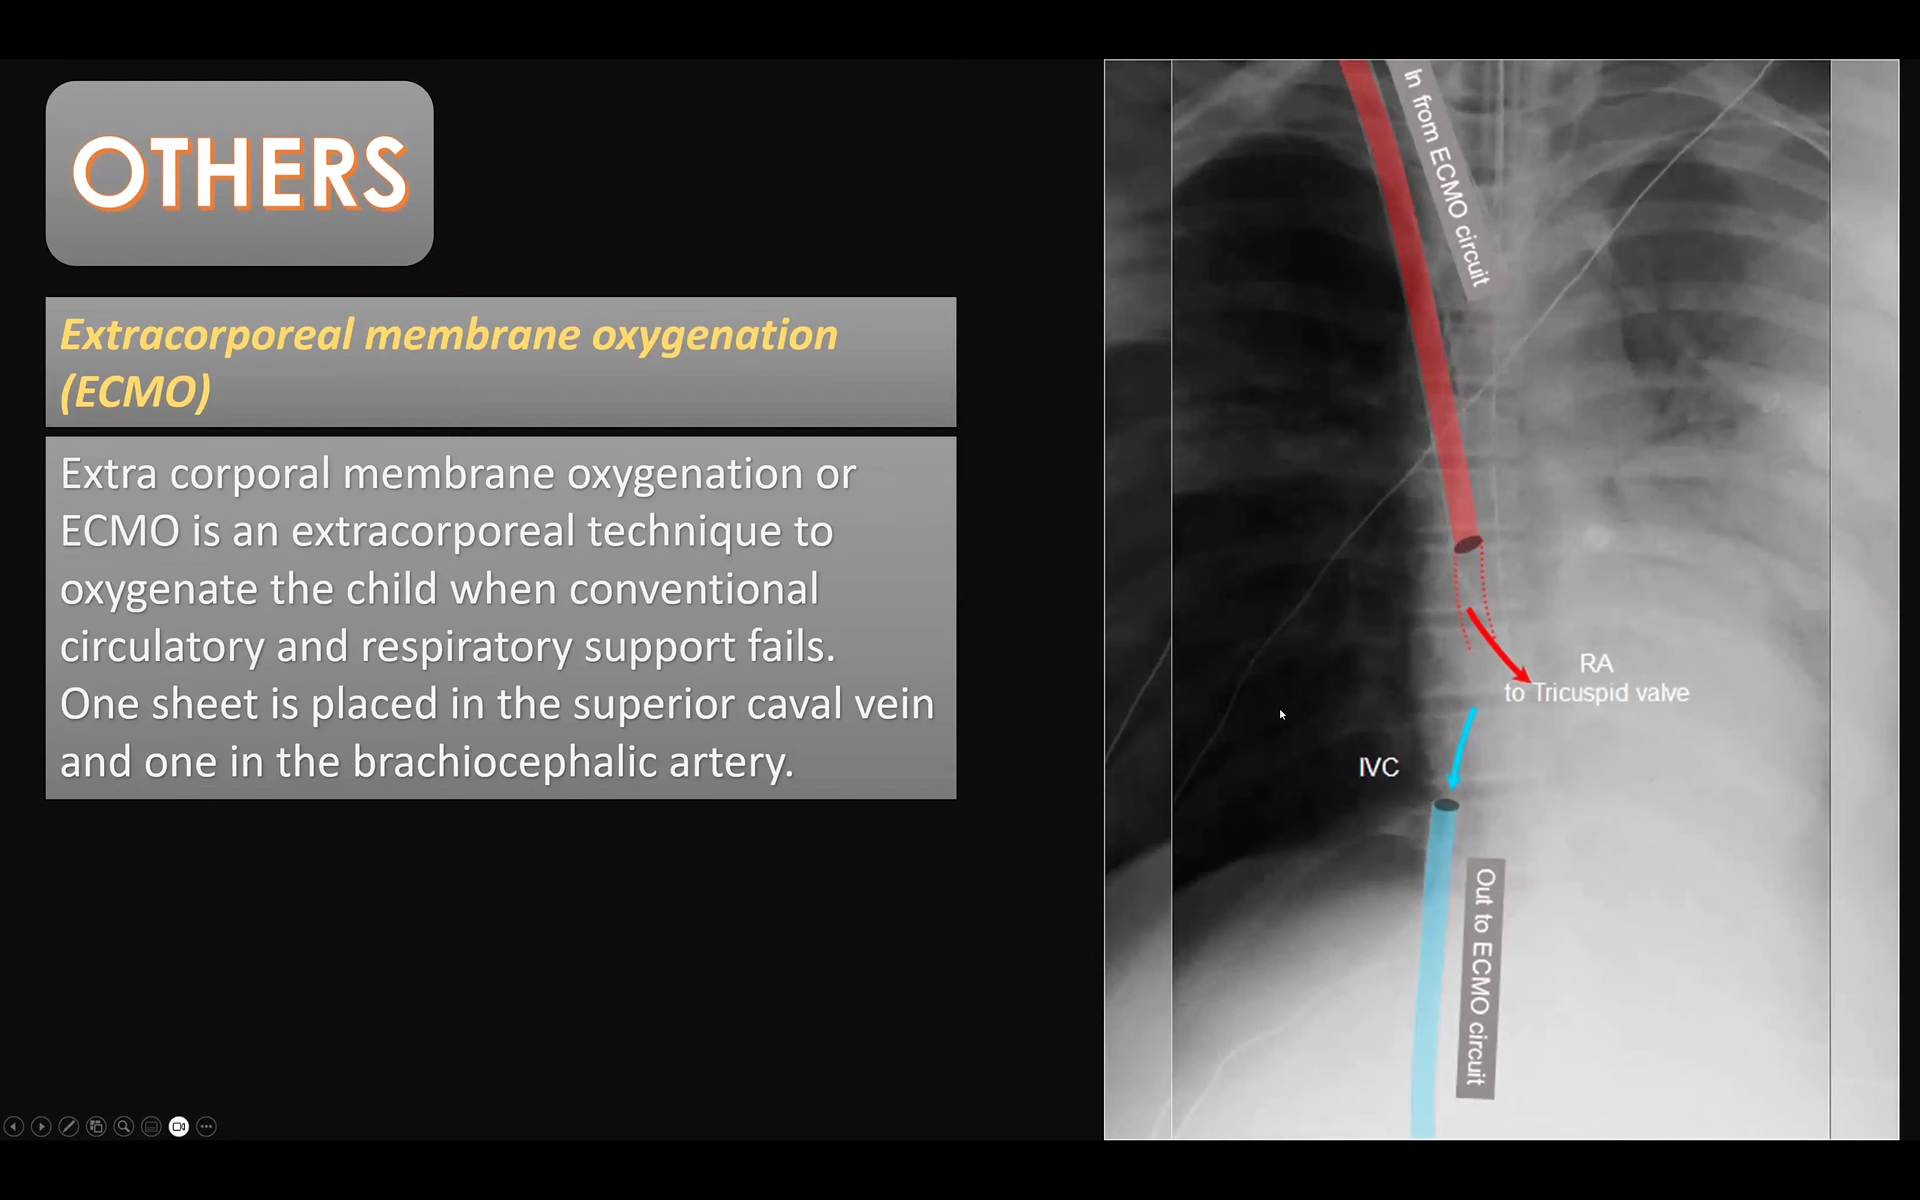 OTHERS
Extracorporeal membrane oxygenation
(ECMO)
Extra corporal membrane oxygenation or
ECMO is an extracorporeal technique to
oxygenate the child when conventional
circulatory and respiratory support fails.
One sheet is placed in the superior caval vein
and one in the brachiocephalic artery.
In from ECMO circuit
RA
to Tricuspid valve
IVC
Out to ECMO circuit